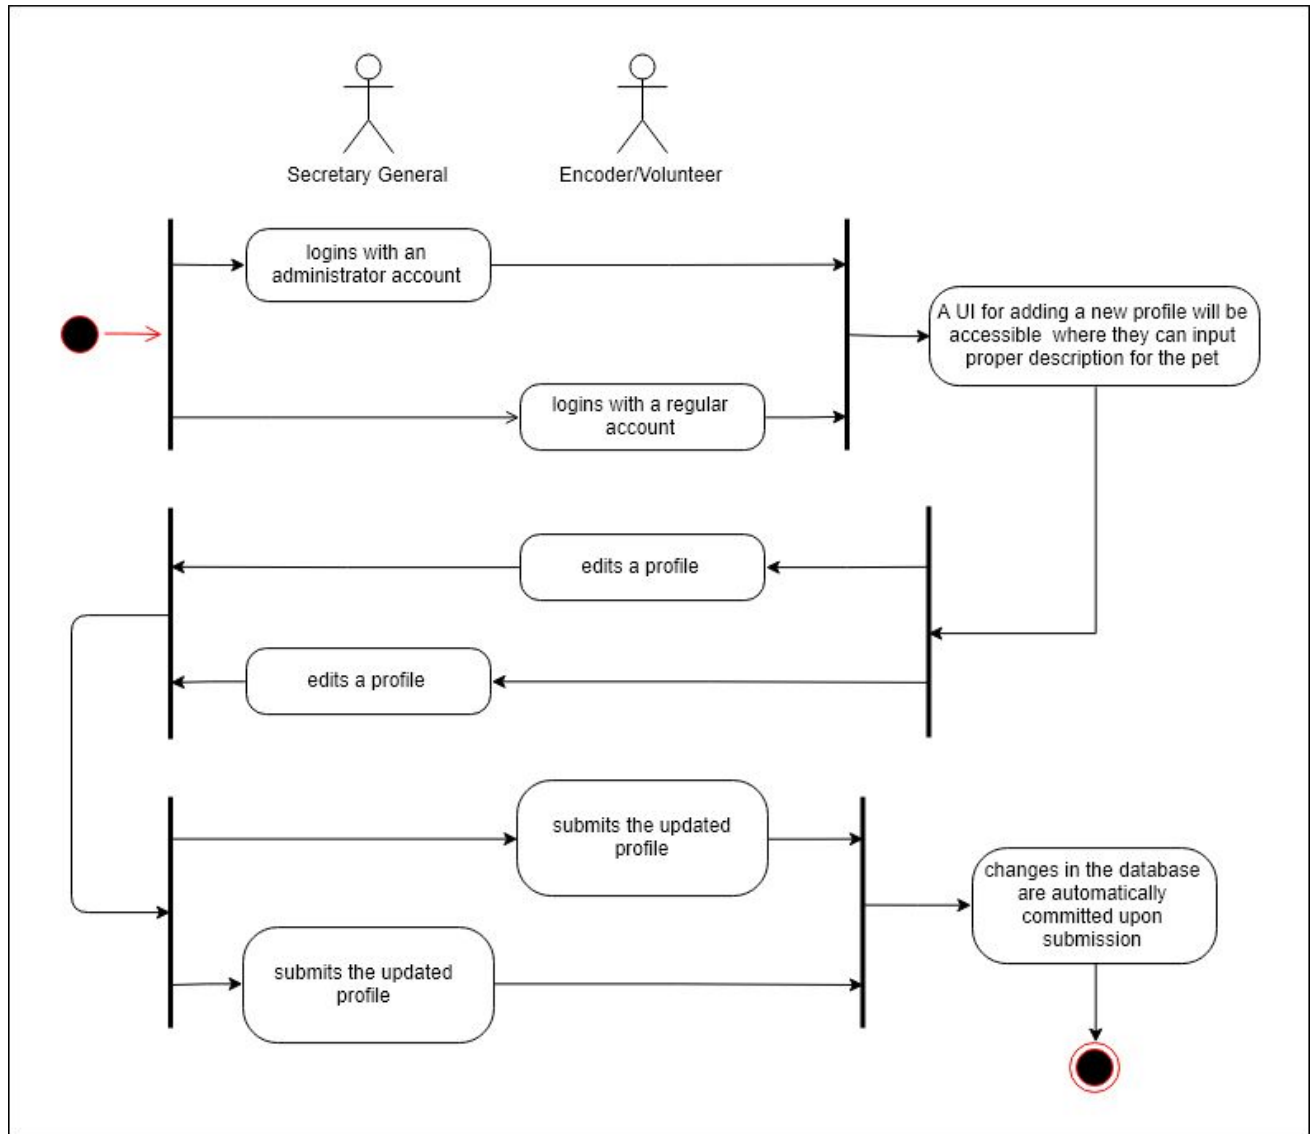 Secretary General
Encoder/Volunteer
logins with an
administrator account
A UI for adding a new profile will be
accessible  where they can input
proper description for the pet
logins with a regular
account
edits a profile
edits a profile
submits the updated
profile
changes in the database
are automatically
committed upon
submission
submits the updated
profile